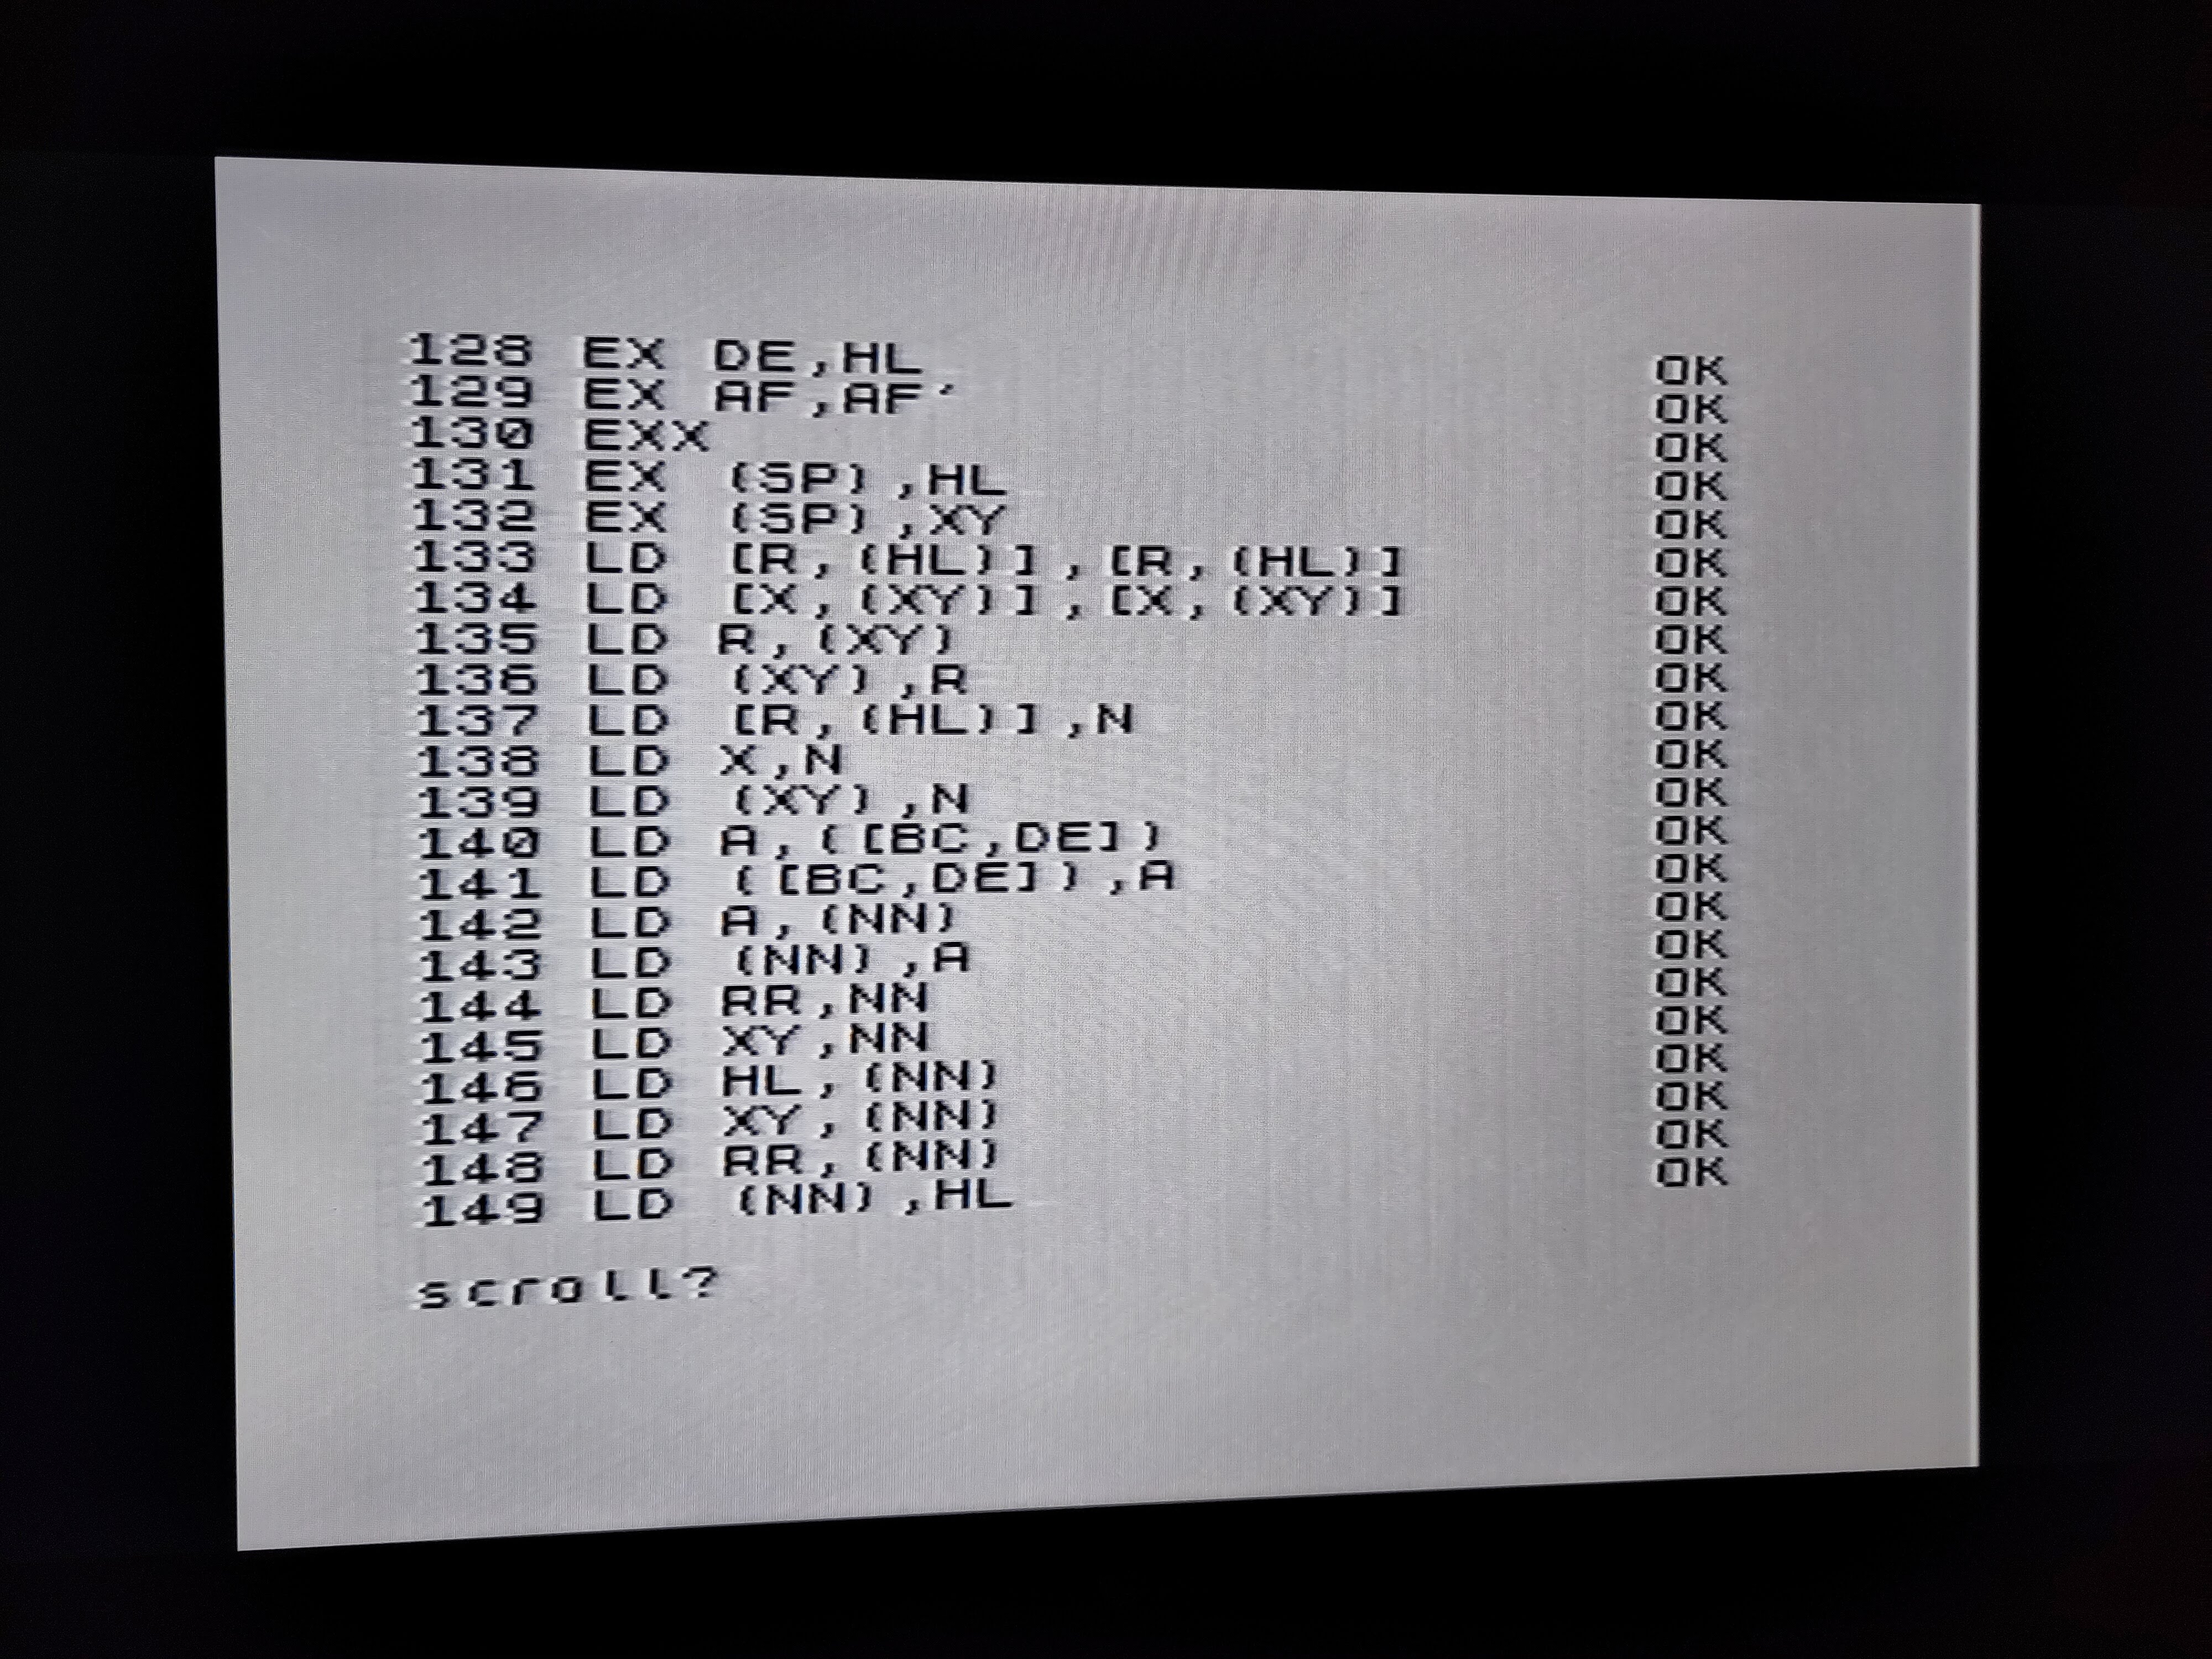 128 EX DE,HL OK
129 EX AF,AF' OK
130 EXX OK
131 EX (SP),HL OK
132 EX (SP),XY OK
133 LD [R,(HL)],[R,(HL)] OK
134 LD [X,(XY)],[X,(XY)] OK
135 LD R,(XY) OK
136 LD (XY),R OK
137 LD [R,(HL)],N OK
138 LD X,N OK
139 LD (XY),N OK
140 LD A,([BC,DE]) OK
141 LD ([BC,DE]),A OK
142 LD A,(NN) OK
143 LD (NN),A OK
144 LD RR,NN OK
145 LD XY,NN OK
146 LD HL,(NN) OK
147 LD XY,(NN) OK
148 LD RR,(NN) OK
149 LD (NN),HL OK
scroll?